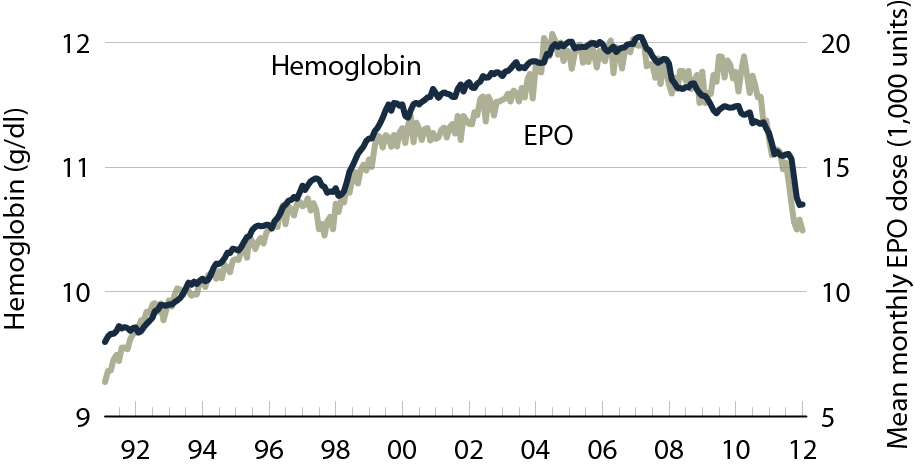 Hemoglobin (g/dl)
12
11
10
9
Hemoglobin
EPO
20
15
10
5
Mean monthly EPO dose (1,000 units)
92 94 96 98 00 02 04 06 08 10 12